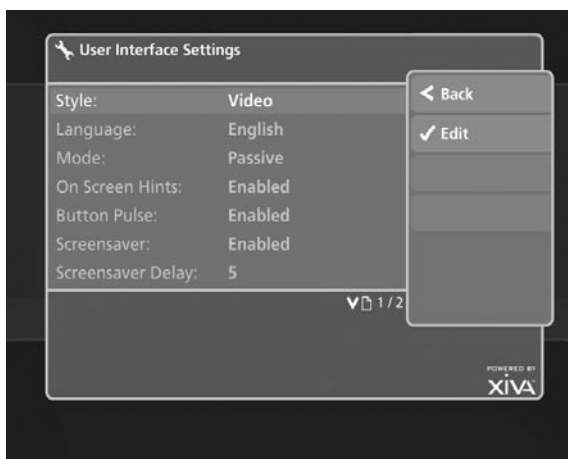 User Interface Settings
Style: Video
Language: English
Mode: Passive
On Screen Hints: Enabled
Button Pulse: Enabled
Screensaver: Enabled
Screensaver Delay: 5
1/2
Back
Edit
POWERED BY
XiVA